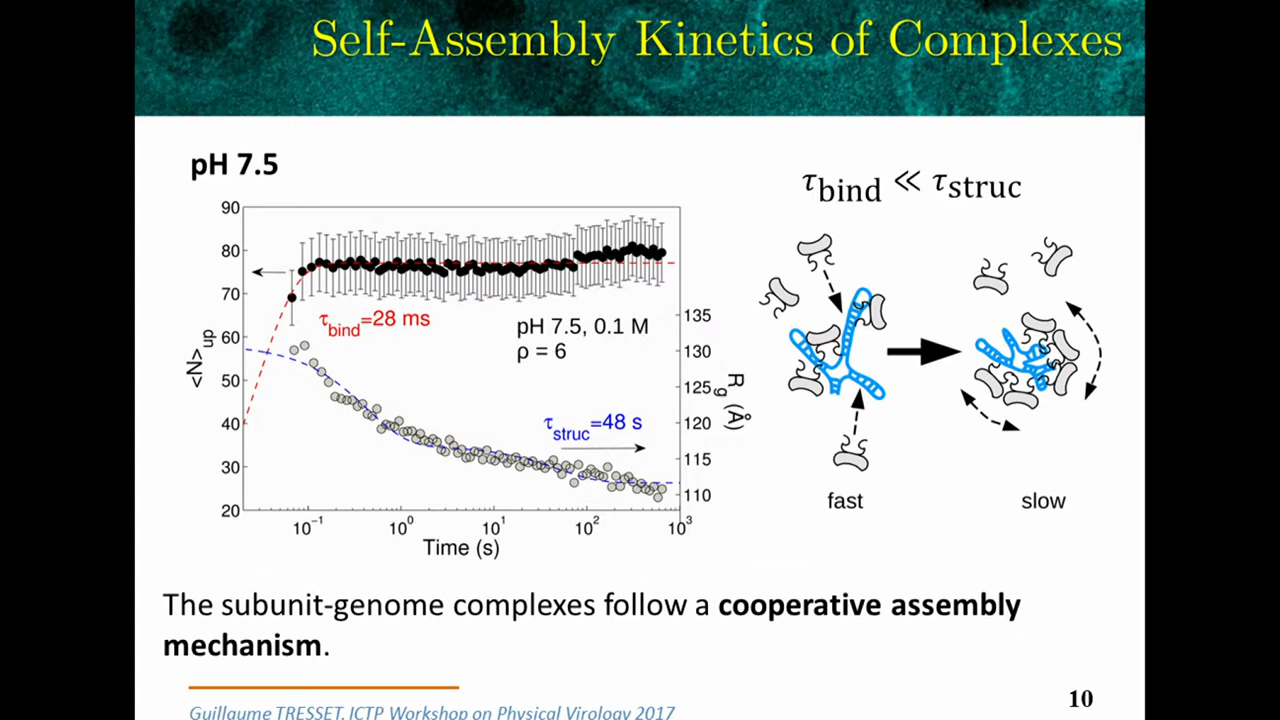 Self-Assembly Kinetics of Complexes
pH 7.5
τbind ≪ τstruc
90
80
70
60
50
40
30
20
<N>up
135
130
125
120
115
110
Rg (Å)
τbind=28 ms
pH 7.5, 0.1 M
ρ = 6
τstruc=48 s
10⁻¹ 10⁰ 10¹ 10² 10³
Time (s)
fast
slow
The subunit-genome complexes follow a cooperative assembly
mechanism.
10
Guillaume TRESSET, ICTP Workshop on Physical Virology 2017